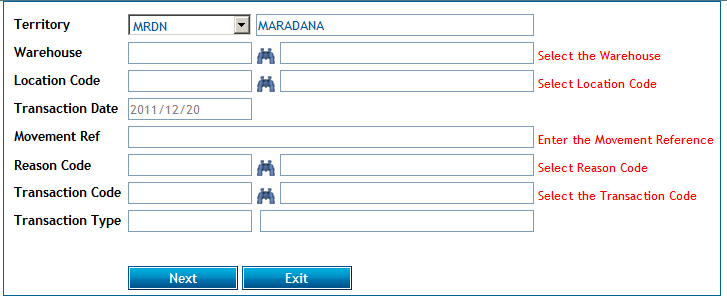 Territory MRDN MARADANA
Warehouse Select the Warehouse
Location Code Select Location Code
Transaction Date 2011/12/20
Movement Ref Enter the Movement Reference
Reason Code Select Reason Code
Transaction Code Select the Transaction Code
Transaction Type
Next Exit